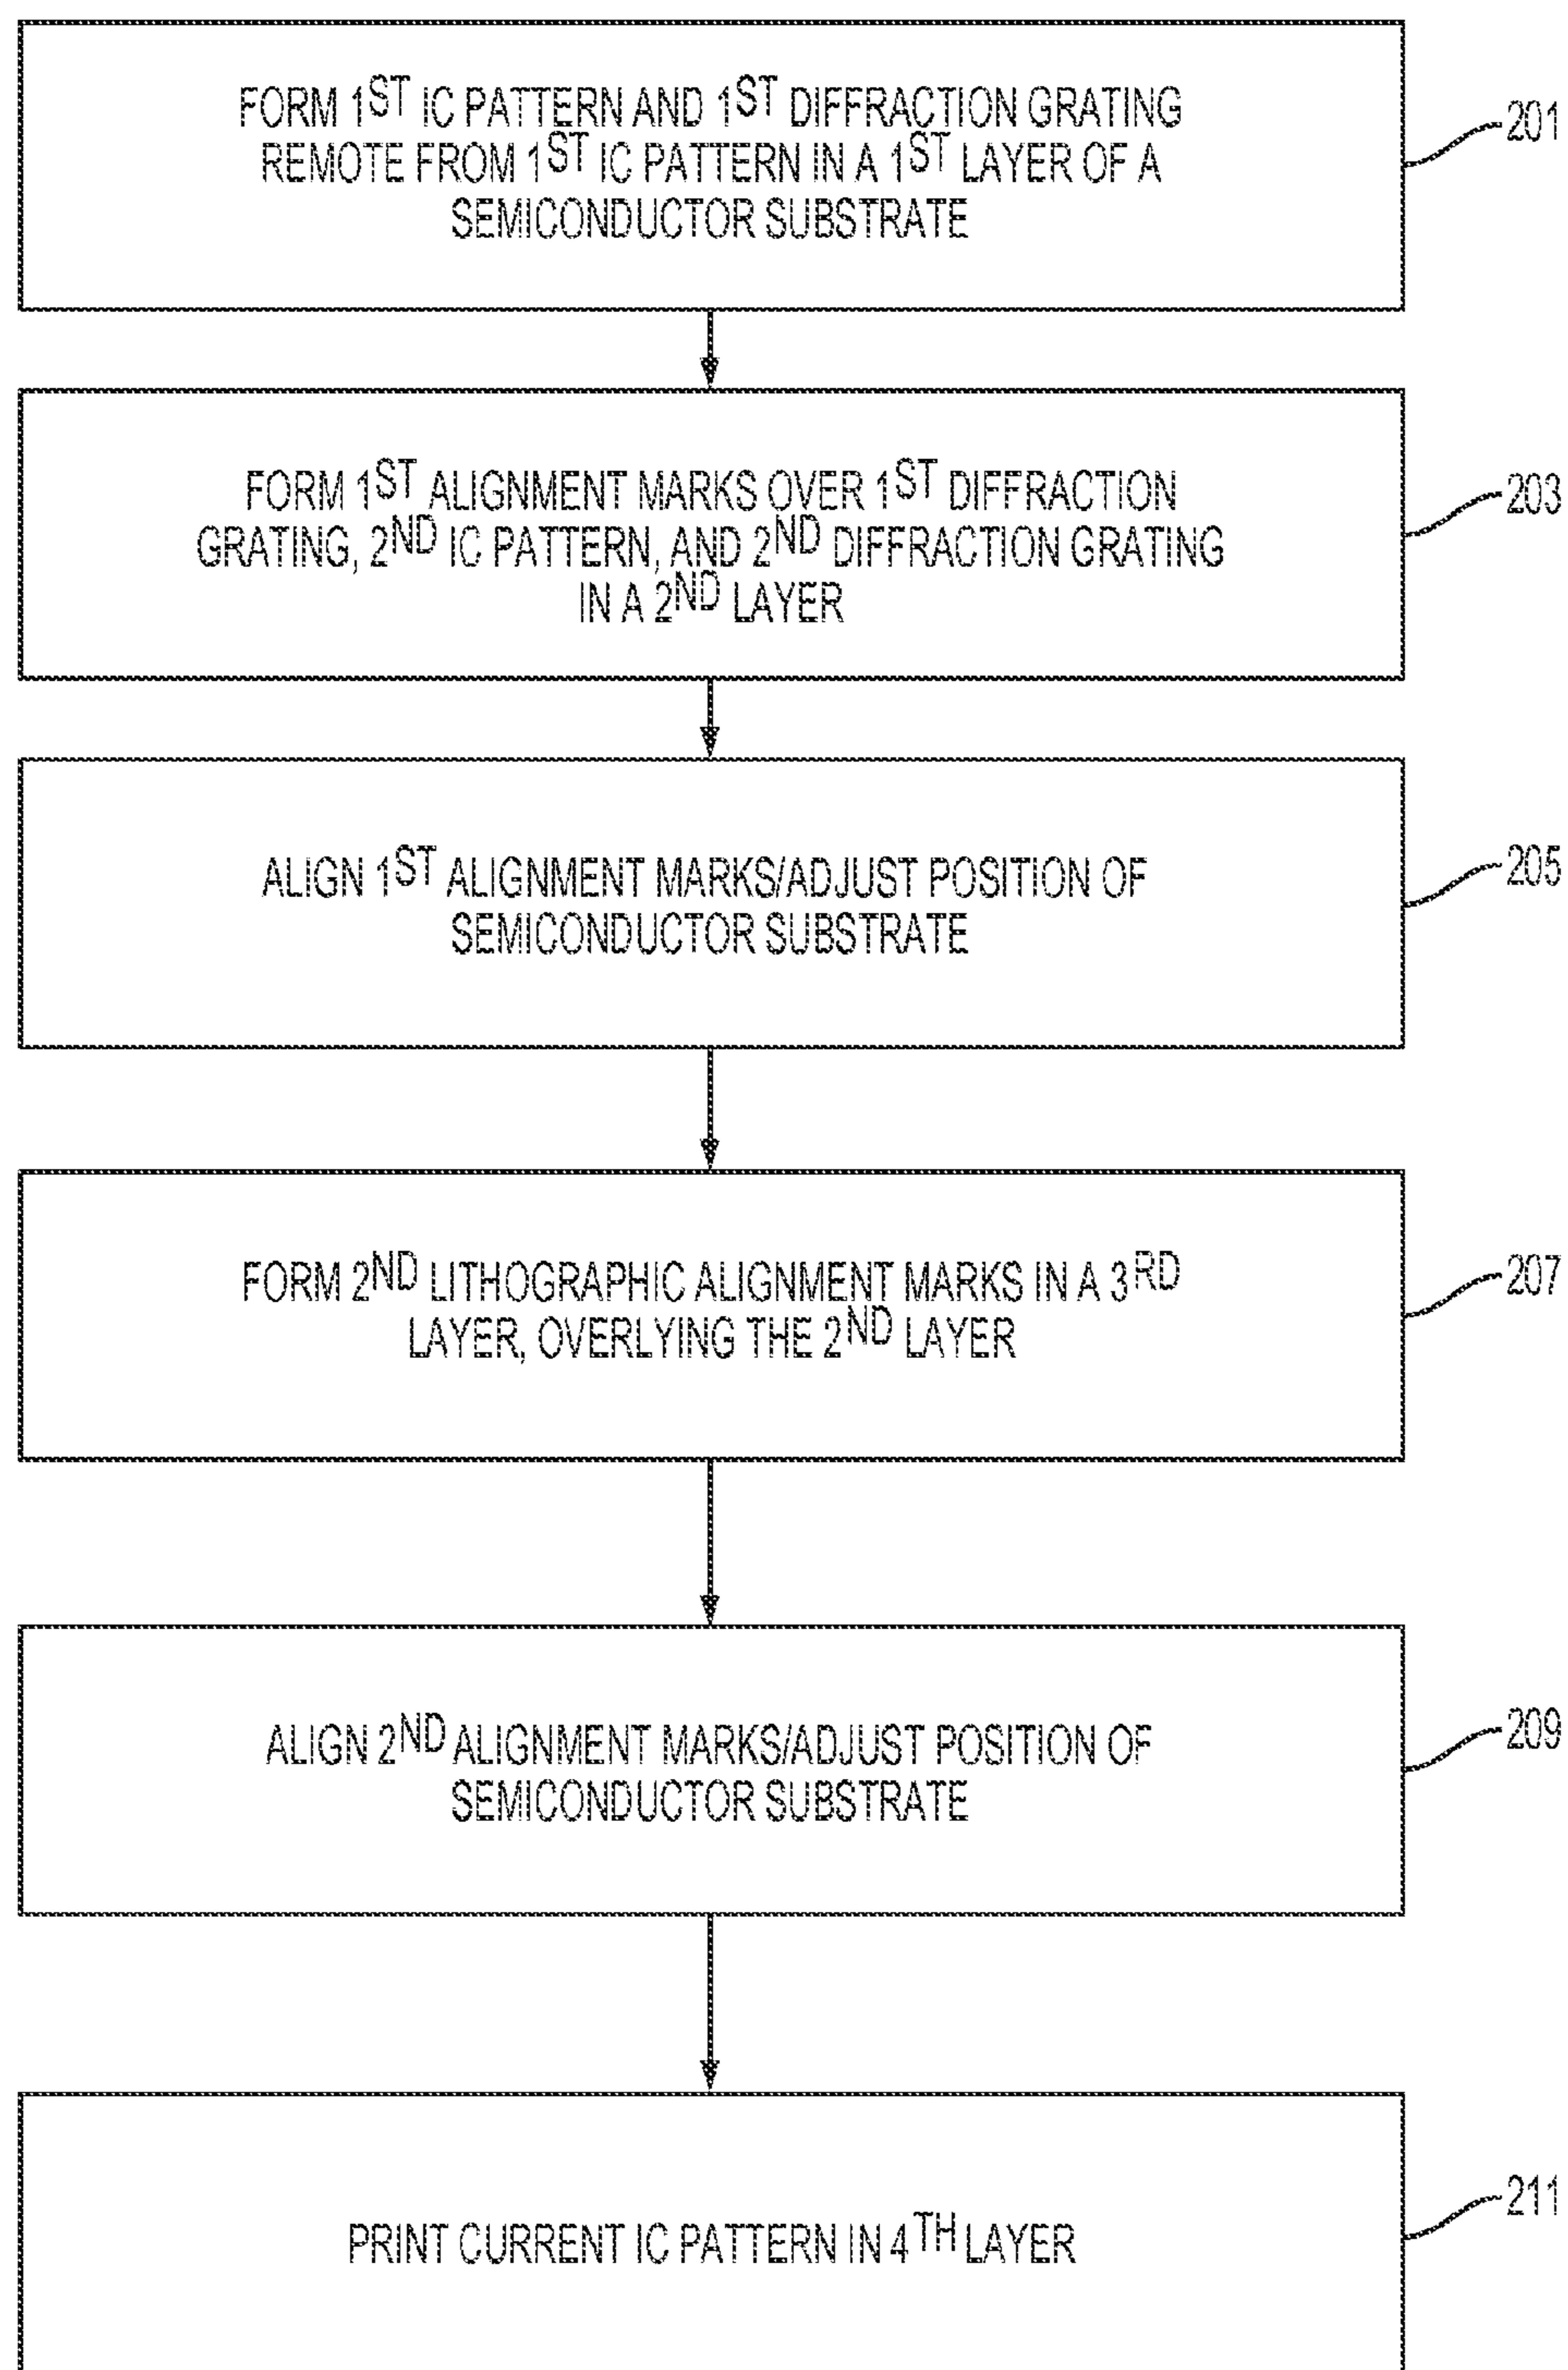 FORM 1ST IC PATTERN AND 1ST DIFFRACTION GRATING
REMOTE FROM 1ST IC PATTERN IN A 1ST LAYER OF A
SEMICONDUCTOR SUBSTRATE
201
FORM 1ST ALIGNMENT MARKS OVER 1ST DIFFRACTION
GRATING, 2ND IC PATTERN, AND 2ND DIFFRACTION GRATING
IN A 2ND LAYER
203
ALIGN 1ST ALIGNMENT MARKS/ADJUST POSITION OF
SEMICONDUCTOR SUBSTRATE
205
FORM 2ND LITHOGRAPHIC ALIGNMENT MARKS IN A 3RD
LAYER, OVERLYING THE 2ND LAYER
207
ALIGN 2ND ALIGNMENT MARKS/ADJUST POSITION OF
SEMICONDUCTOR SUBSTRATE
209
PRINT CURRENT IC PATTERN IN 4TH LAYER
211